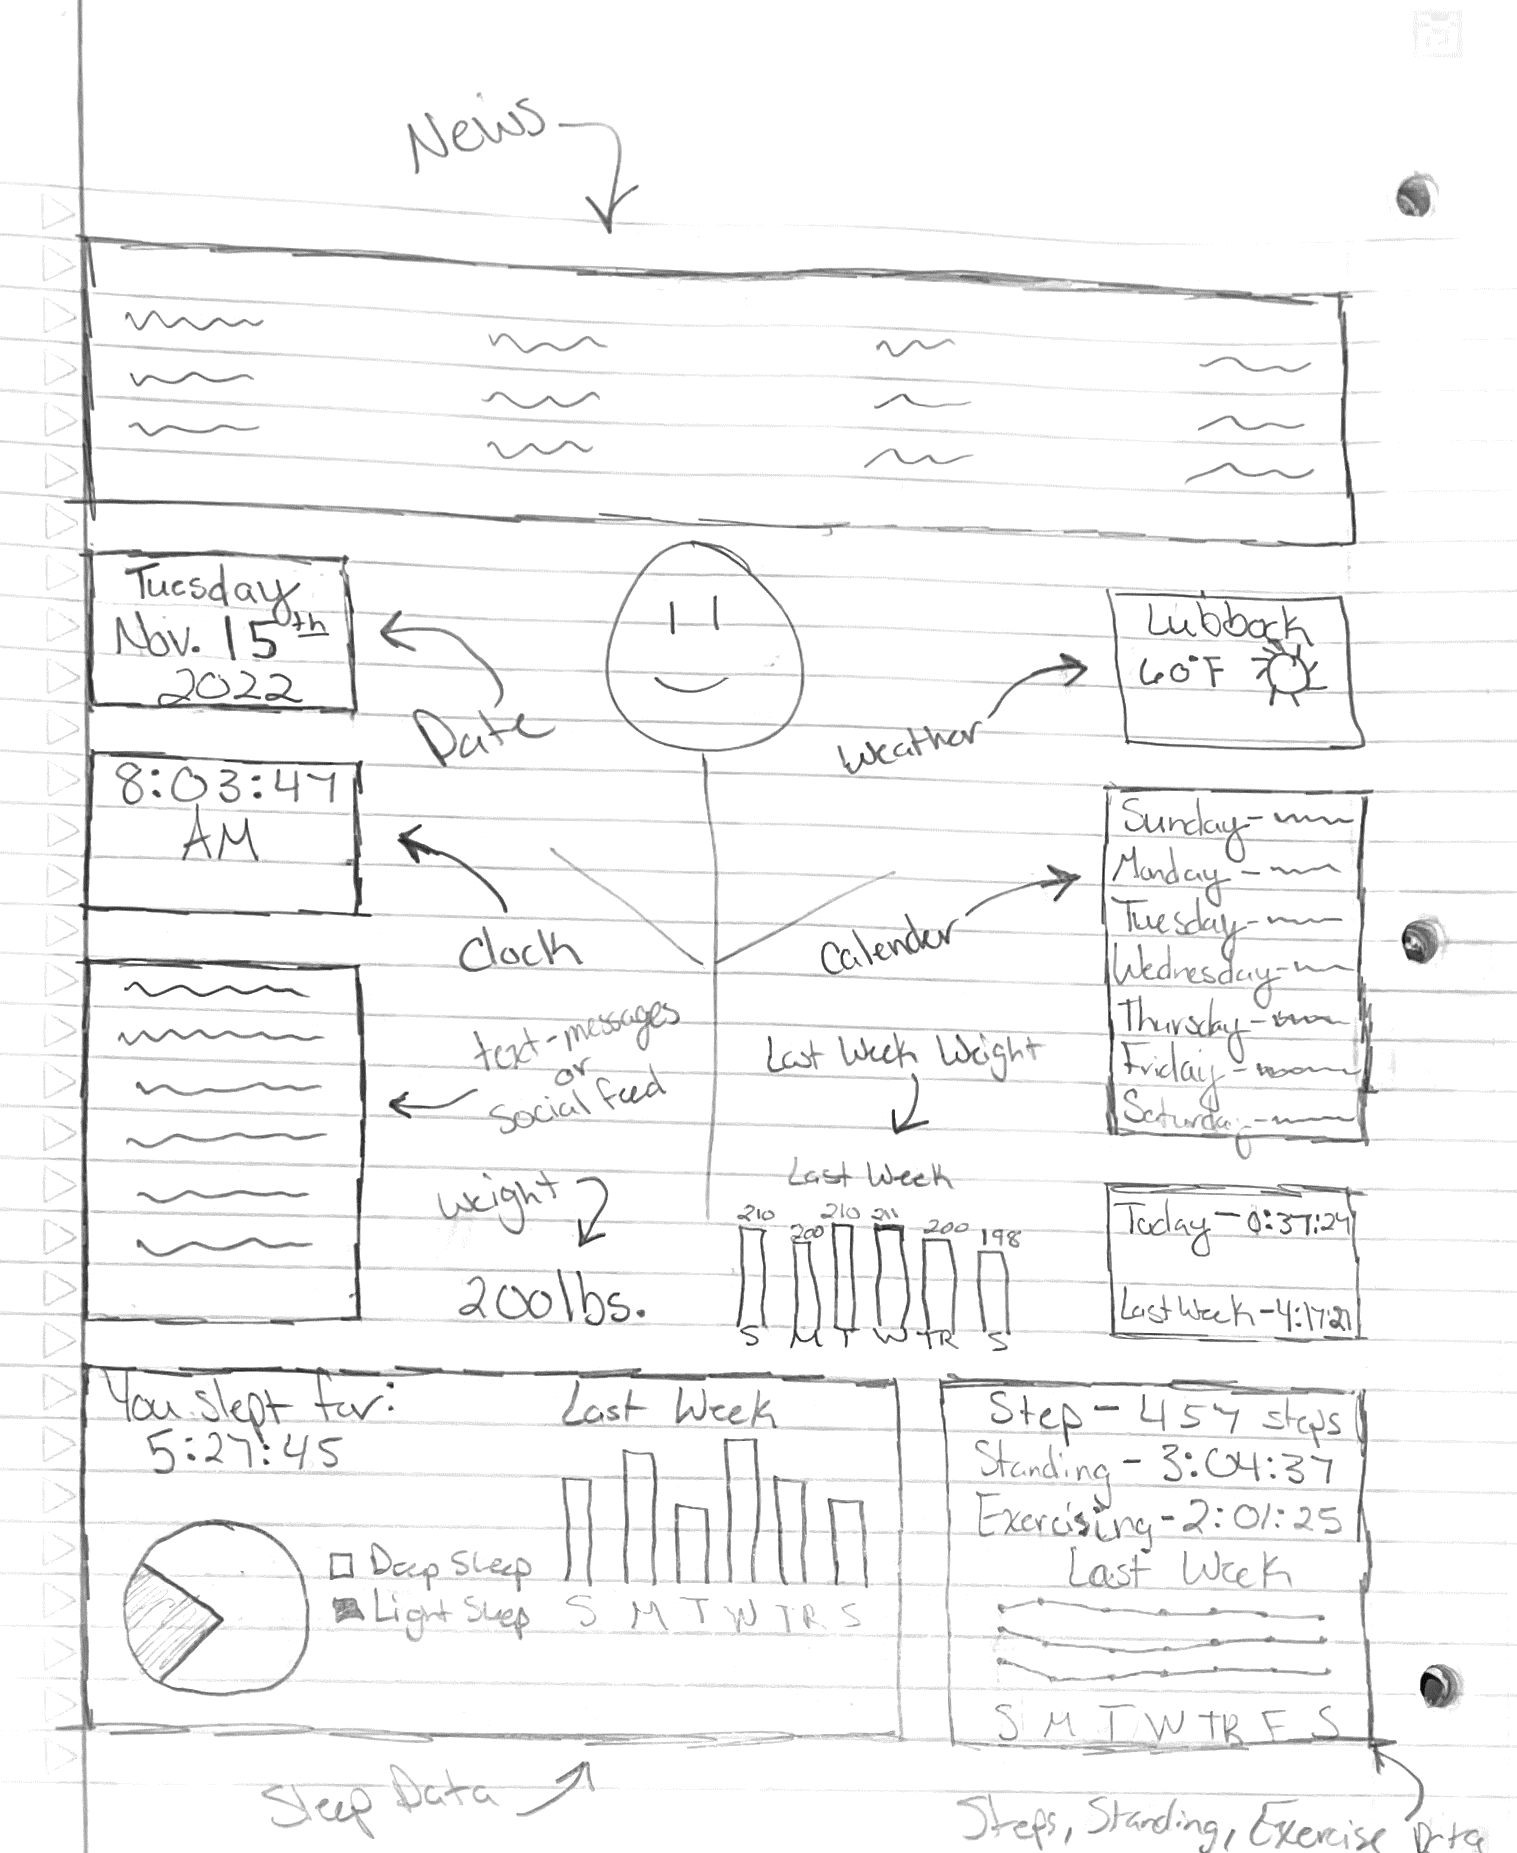 News
Tuesday
Nov. 15th
2022
Date
Lubbock
60°F
Weather
8:03:47
AM
Clock
Sunday -
Monday -
Tuesday -
Wednesday -
Thursday -
Friday -
Saturday -
Calender
text-messages
or
social feed
Last Week Weight
Weight
200lbs.
Last Week
210 200 210 211 200 198
S M T W TR S
Today - 0:37:24
Last Week - 4:17:21
You slept for:
5:27:45
Last Week
Deep Sleep
Light Sleep
S M T W TR S
Step - 457 steps
Standing - 3:04:37
Exercising - 2:01:25
Last Week
S M T W TR F S
Sleep Data
Steps, Standing, Exercise Data